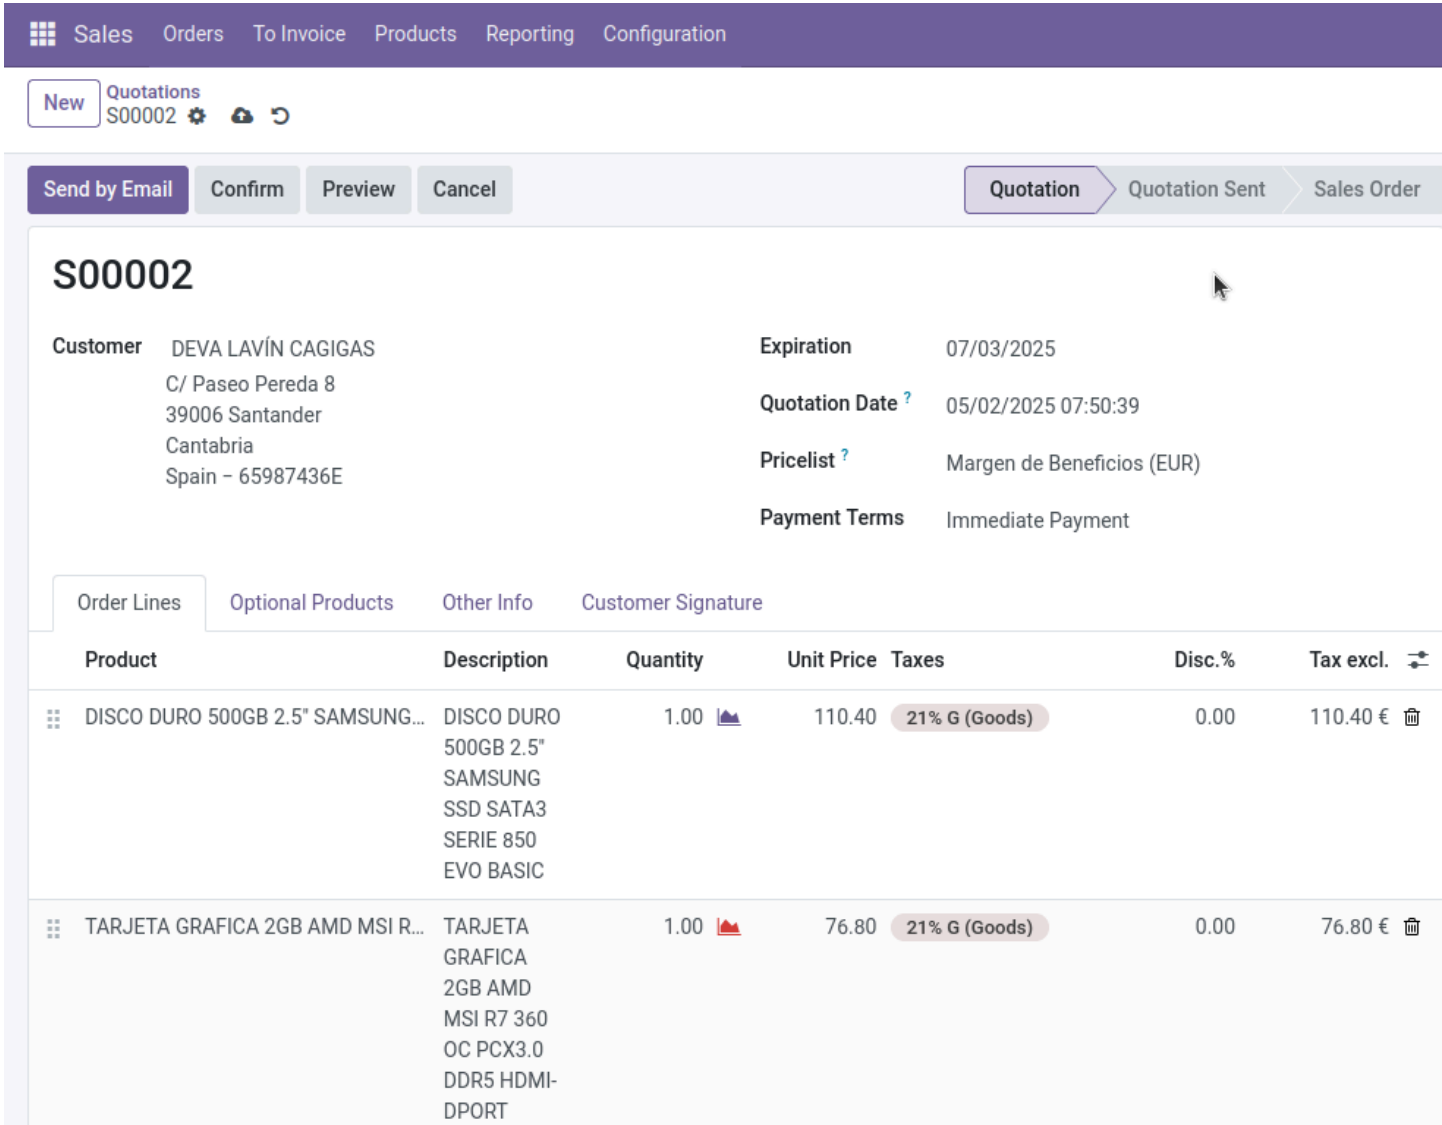 Sales Orders To Invoice Products Reporting Configuration
New
Quotations
S00002
Send by Email Confirm Preview Cancel
Quotation Quotation Sent Sales Order
S00002
Customer DEVA LAVÍN CAGIGAS
C/ Paseo Pereda 8
39006 Santander
Cantabria
Spain – 65987436E
Expiration 07/03/2025
Quotation Date ? 05/02/2025 07:50:39
Pricelist ? Margen de Beneficios (EUR)
Payment Terms Immediate Payment
Order Lines Optional Products Other Info Customer Signature
Product Description Quantity Unit Price Taxes Disc.% Tax excl.
DISCO DURO 500GB 2.5" SAMSUNG... DISCO DURO 1.00 110.40 21% G (Goods) 0.00 110.40 €
500GB 2.5"
SAMSUNG
SSD SATA3
SERIE 850
EVO BASIC
TARJETA GRAFICA 2GB AMD MSI R... TARJETA 1.00 76.80 21% G (Goods) 0.00 76.80 €
GRAFICA
2GB AMD
MSI R7 360
OC PCX3.0
DDR5 HDMI-
DPORT